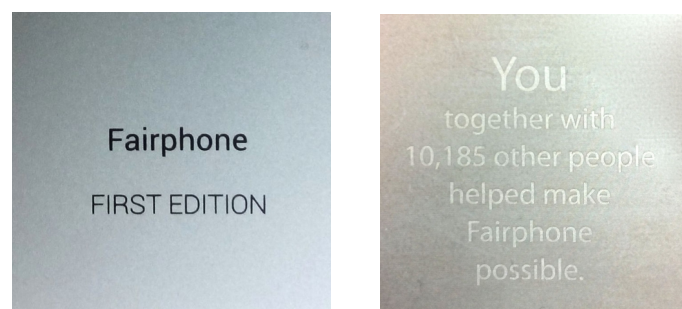 Fairphone
FIRST EDITION
You
together with
10,185 other people
helped make
Fairphone
possible.